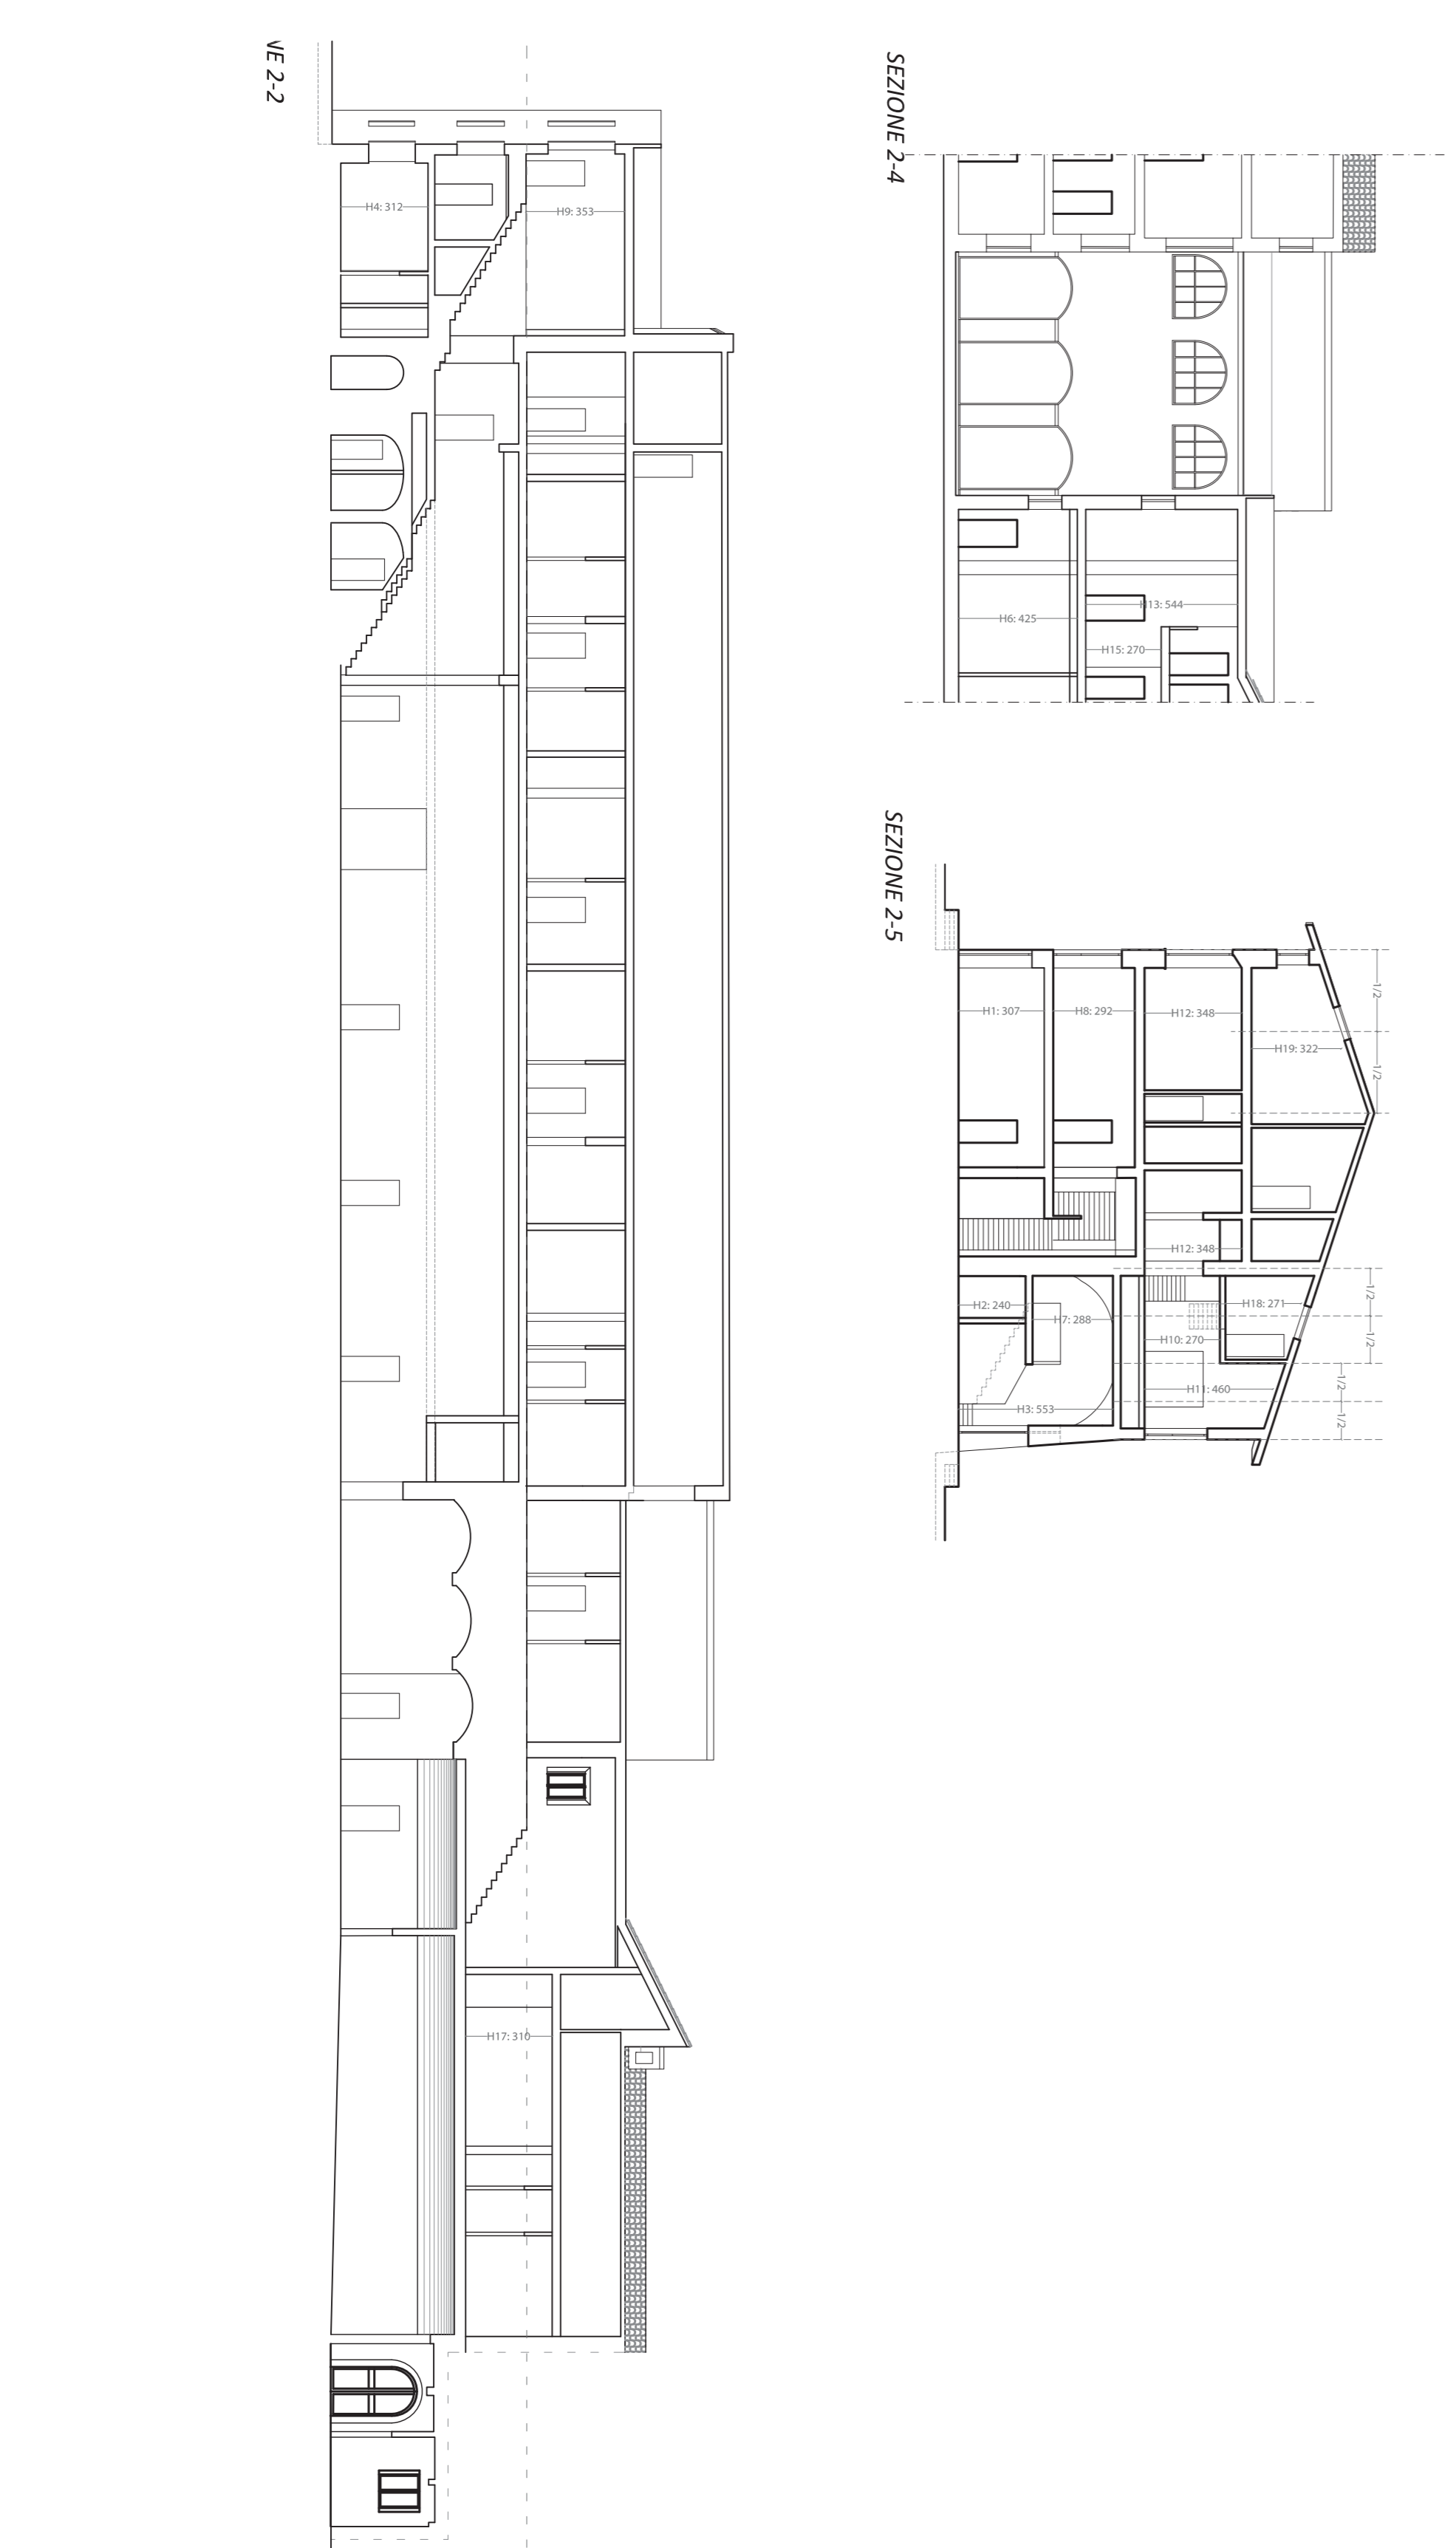 NE 2-2
H4: 312
H9: 353
H17: 310
SEZIONE 2-4
H6: 425
H13: 544
H15: 270
SEZIONE 2-5
H1: 307
H8: 292
H12: 348
H19: 322
1/2
1/2
H12: 348
H2: 240
H7: 288
H18: 271
H10: 270
H3: 553
H11: 460
1/2
1/2
1/2
1/2